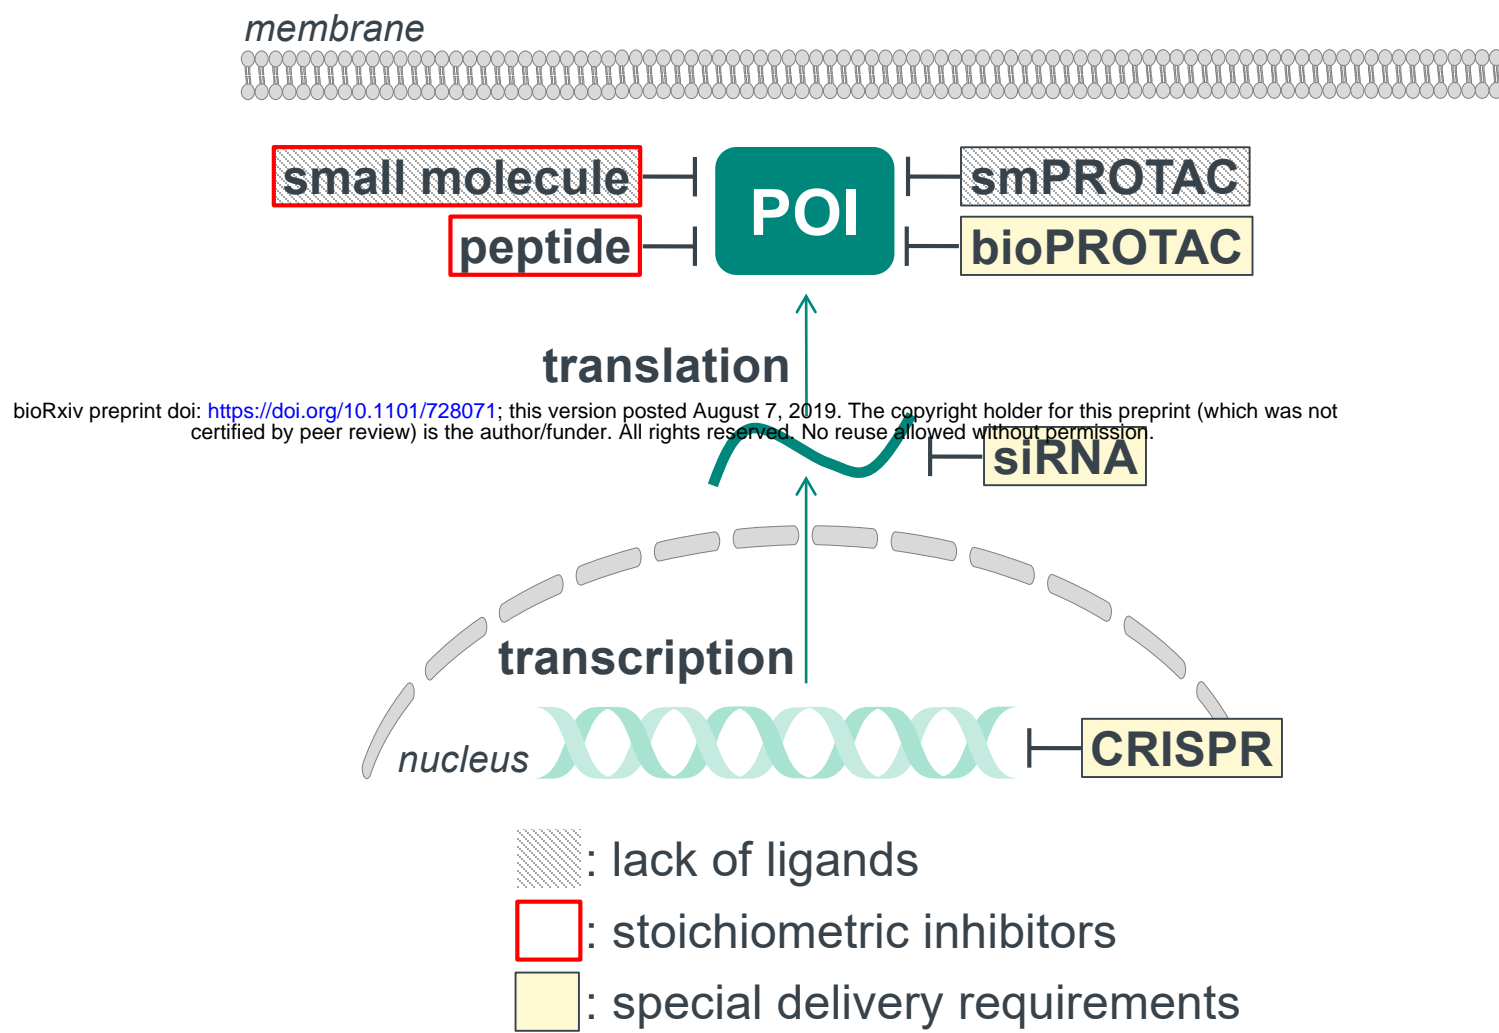 membrane
small molecule
POI
smPROTAC
peptide
bioPROTAC
translation
bioRxiv preprint doi: https://doi.org/10.1101/728071; this version posted August 7, 2019. The copyright holder for this preprint (which was not
certified by peer review) is the author/funder. All rights reserved. No reuse allowed without permission.
siRNA
transcription
nucleus
CRISPR
: lack of ligands
: stoichiometric inhibitors
: special delivery requirements